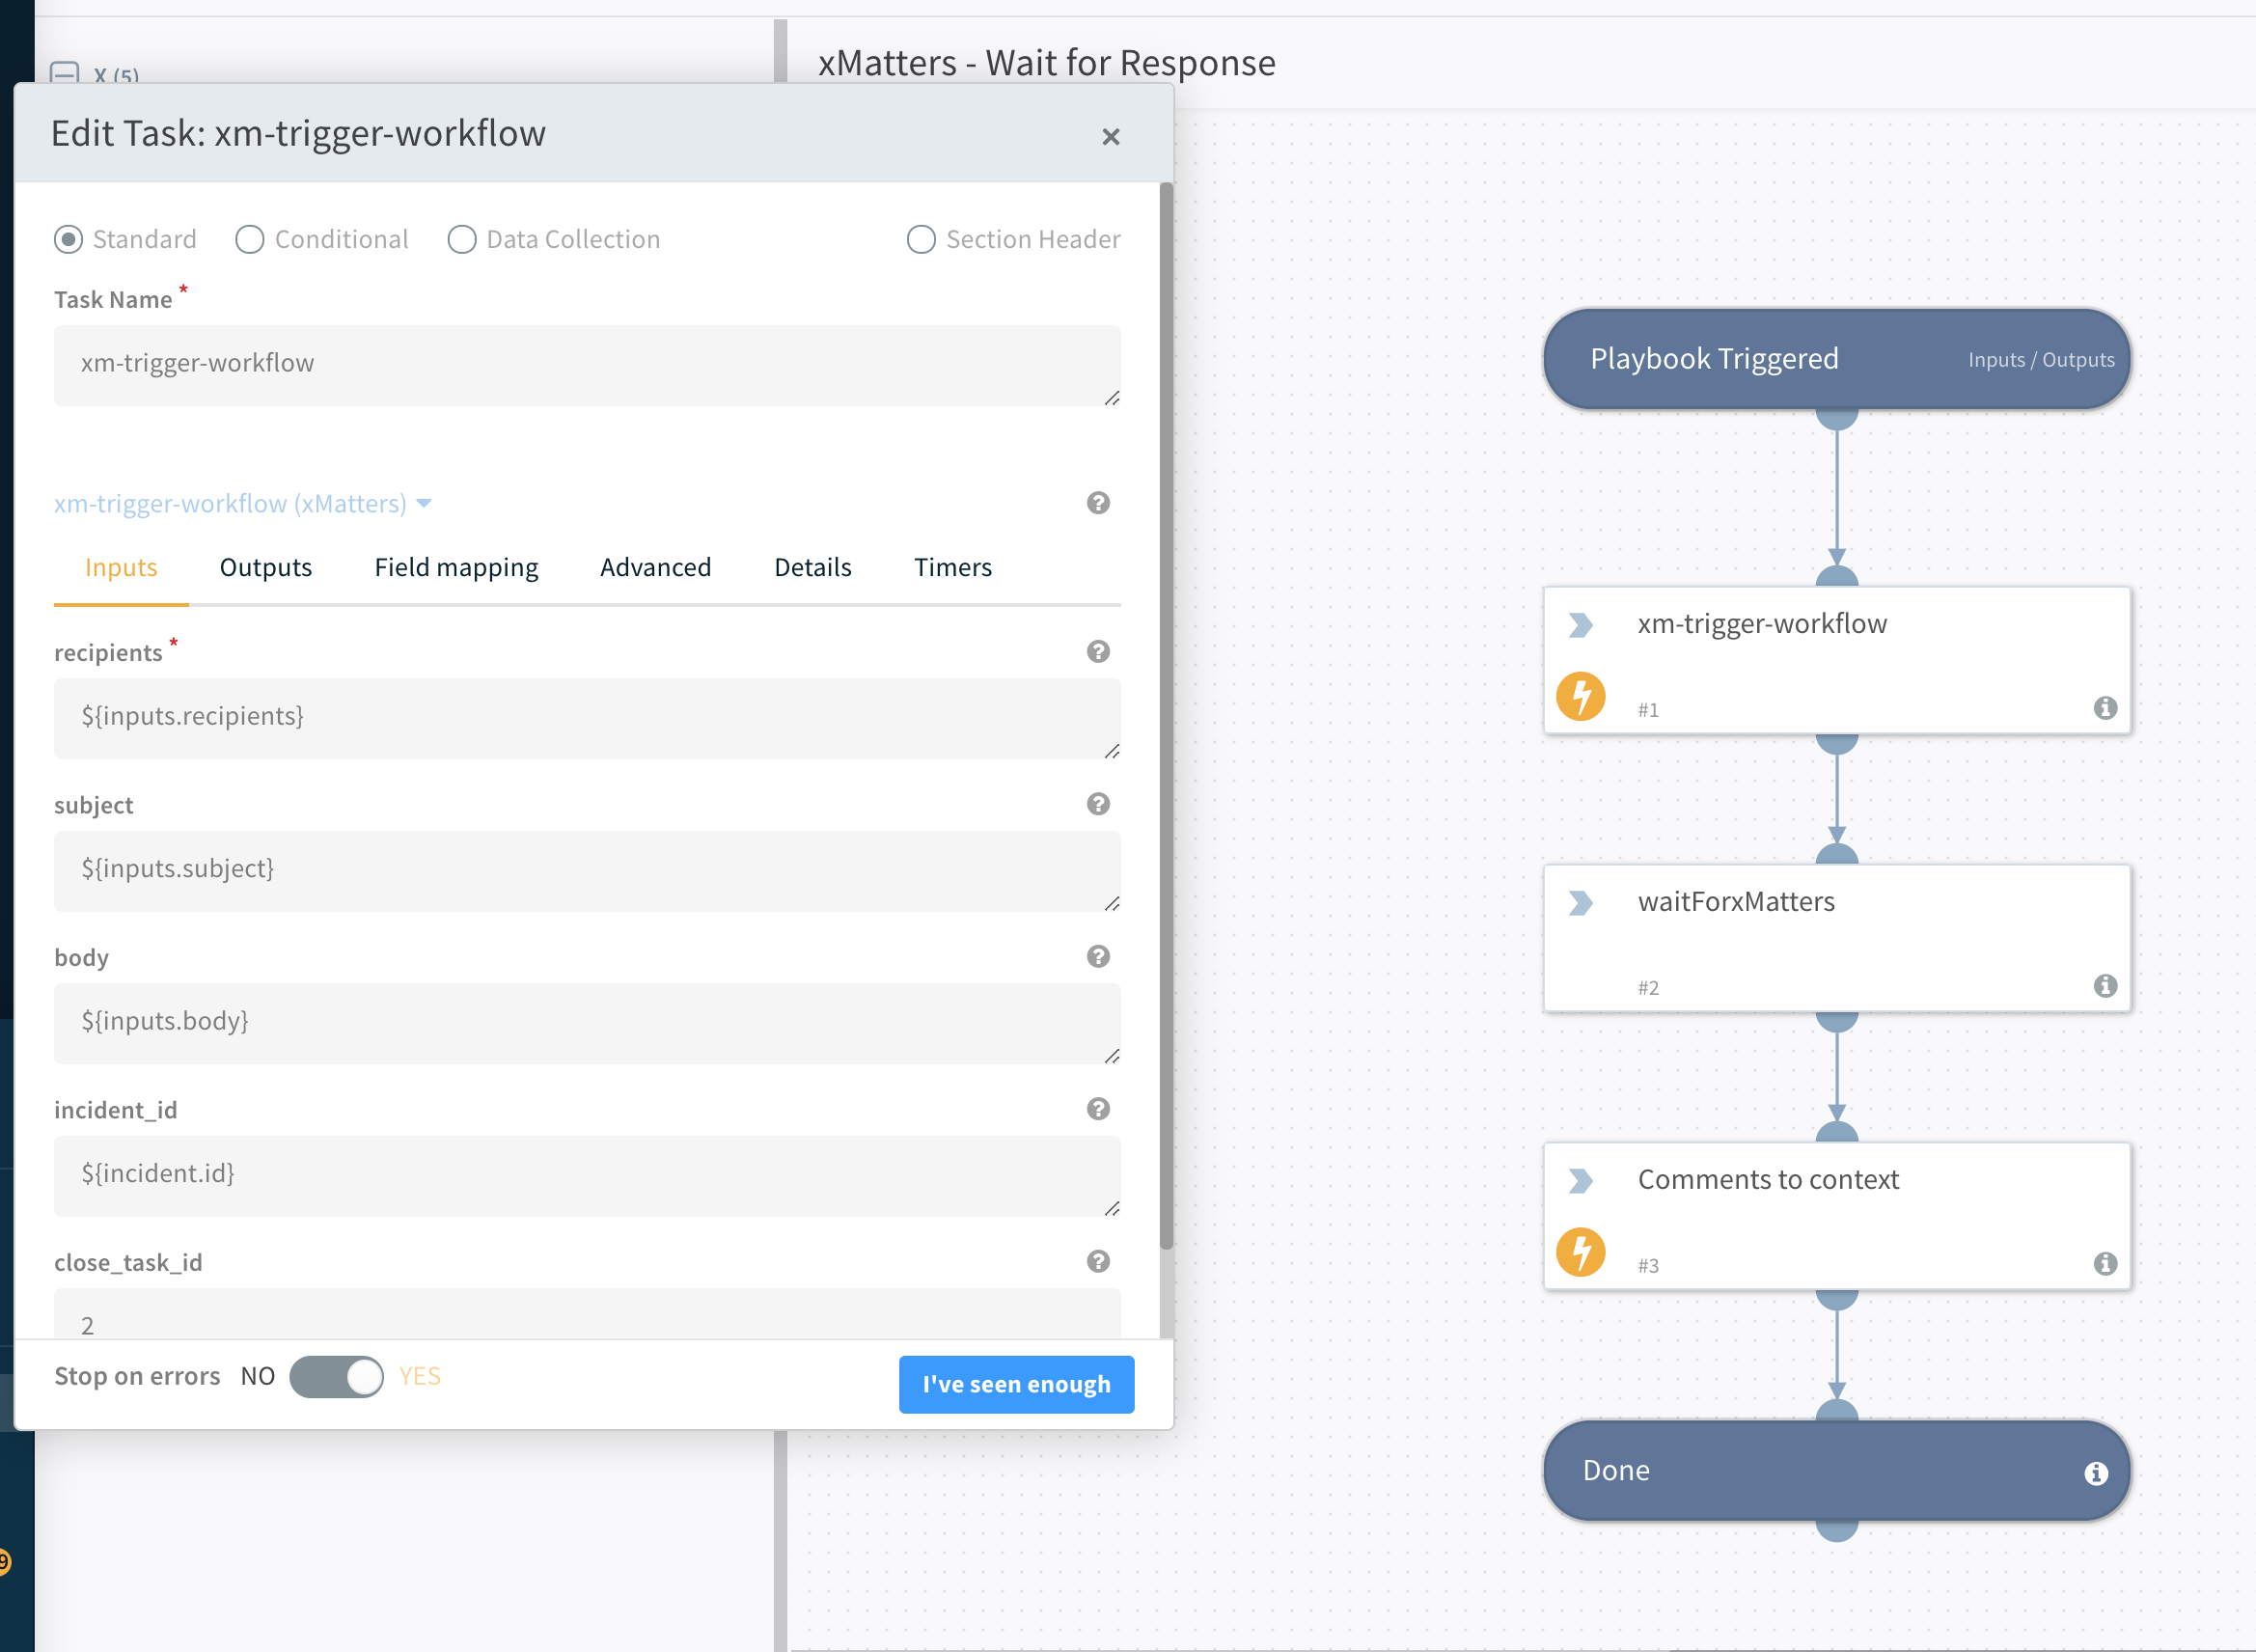 X (5)
xMatters - Wait for Response
Edit Task: xm-trigger-workflow
×
Standard
Conditional
Data Collection
Section Header
Task Name *
xm-trigger-workflow
xm-trigger-workflow (xMatters)
?
Inputs
Outputs
Field mapping
Advanced
Details
Timers
recipients *
?
${inputs.recipients}
subject
?
${inputs.subject}
body
?
${inputs.body}
incident_id
?
${incident.id}
close_task_id
?
2
Stop on errors
NO
YES
I've seen enough
9
Playbook Triggered
Inputs / Outputs
xm-trigger-workflow
#1
i
waitForxMatters
#2
i
Comments to context
#3
i
Done
i